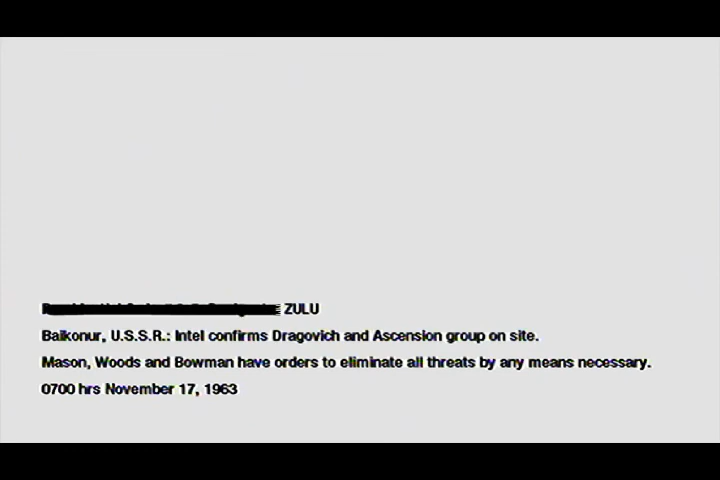 ZULU
Baikonur, U.S.S.R.: Intel confirms Dragovich and Ascension group on site.
Mason, Woods and Bowman have orders to eliminate all threats by any means necessary.
0700 hrs November 17, 1963